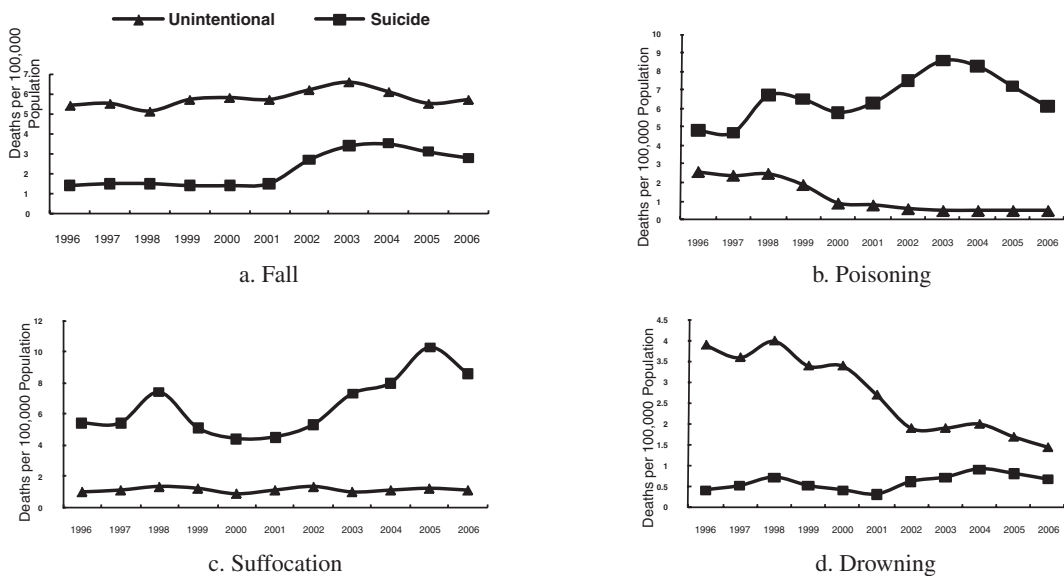 Unintentional Suicide
Deaths per 100,000
Population
7
6
5
4
3
2
1
0
1996 1997 1998 1999 2000 2001 2002 2003 2004 2005 2006
a. Fall
Deaths per 100,000 Population
10
9
8
7
6
5
4
3
2
1
0
1996 1997 1998 1999 2000 2001 2002 2003 2004 2005 2006
b. Poisoning
Deaths per 100,000 Population
12
10
8
6
4
2
0
1996 1997 1998 1999 2000 2001 2002 2003 2004 2005 2006
c. Suffocation
Deaths per 100,000 Population
4.5
4
3.5
3
2.5
2
1.5
1
0.5
0
1996 1997 1998 1999 2000 2001 2002 2003 2004 2005 2006
d. Drowning